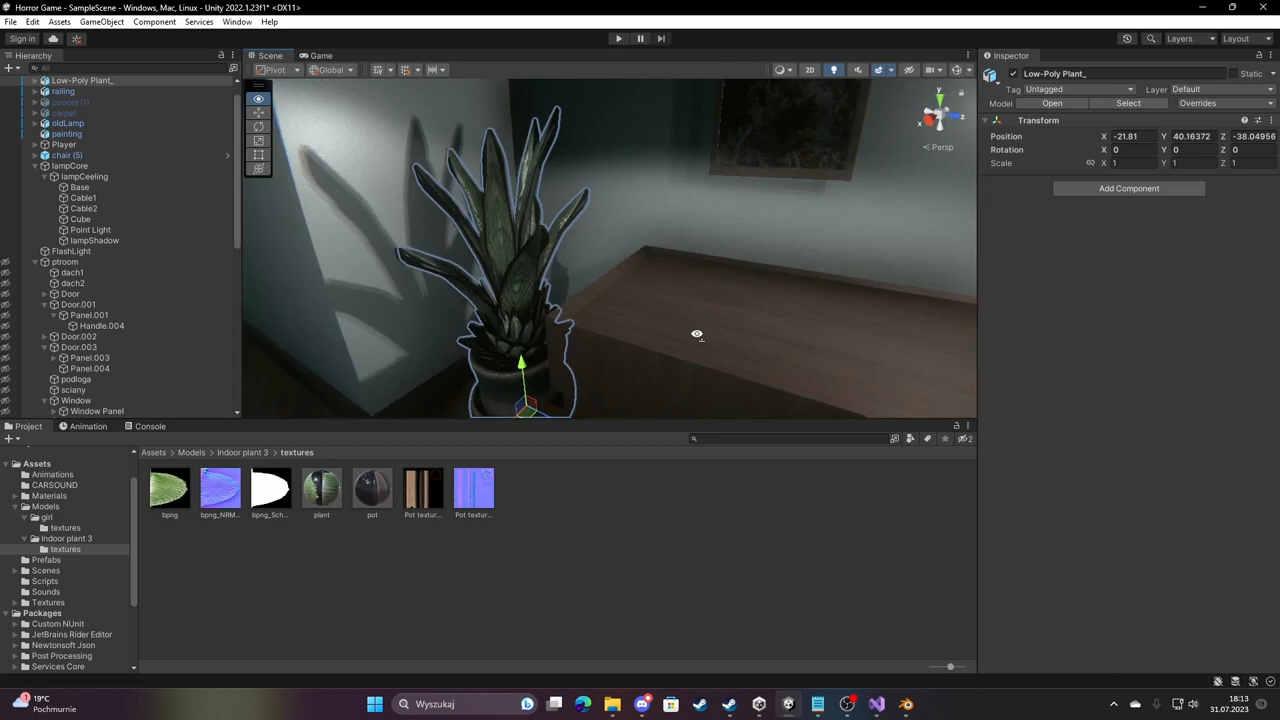 Horror Game - SampleScene - Windows, Mac, Linux - Unity 2022.1.23f1* <DX11>
File Edit Assets GameObject Component Services Window Help
Sign in Layers Layout
Hierarchy
All
Low-Poly Plant_
railing
ptroom (1)
carpet
oldLamp
painting
Player
chair (5)
lampCore
lampCeeling
Base
Cable1
Cable2
Cube
Point Light
lampShadow
FlashLight
ptroom
dach1
dach2
Door
Door.001
Panel.001
Handle.004
Door.002
Door.003
Panel.003
Panel.004
podloga
sciany
Window
Window Panel
Scene Game
Pivot Global 2D
y
x z
Persp
Inspector
Low-Poly Plant_ Static
Tag Untagged Layer Default
Model Open Select Overrides
Transform
Position X -21.81 Y 40.16372 Z -38.04956
Rotation X 0 Y 0 Z 0
Scale X 1 Y 1 Z 1
Add Component
Project Animation Console
2
Assets
Animations
CARSOUND
Materials
Models
girl
textures
Indoor plant 3
textures
Prefabs
Scenes
Scripts
Sounds
Textures
Packages
Custom NUnit
JetBrains Rider Editor
Newtonsoft Json
Post Processing
Services Core
Assets Models Indoor plant 3 textures
bpng bpng_NRM... bpng_Sch... plant pot Pot textur... Pot textur...
19°C
Pochmurnie
Wyszukaj
18:13
31.07.2023